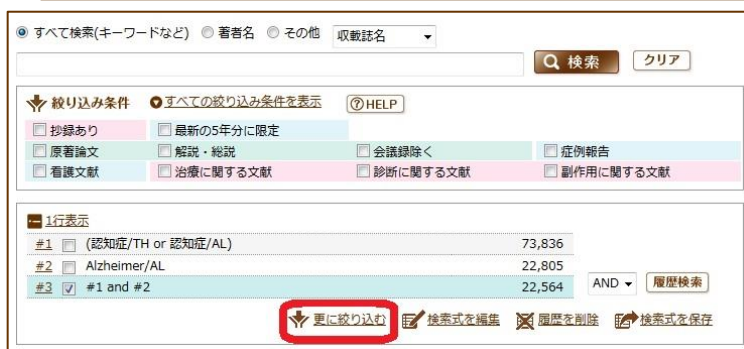 すべて検索(キーワードなど) 著者名 その他 収載誌名
検索 クリア
絞り込み条件 すべての絞り込み条件を表示 ?HELP
抄録あり 最新の5年分に限定
原著論文 解説・総説 会議録除く 症例報告
看護文献 治療に関する文献 診断に関する文献 副作用に関する文献
1行表示
#1 (認知症/TH or 認知症/AL) 73,836
#2 Alzheimer/AL 22,805
#3 #1 and #2 22,564 AND 履歴検索
更に絞り込む 検索式を編集 履歴を削除 検索式を保存